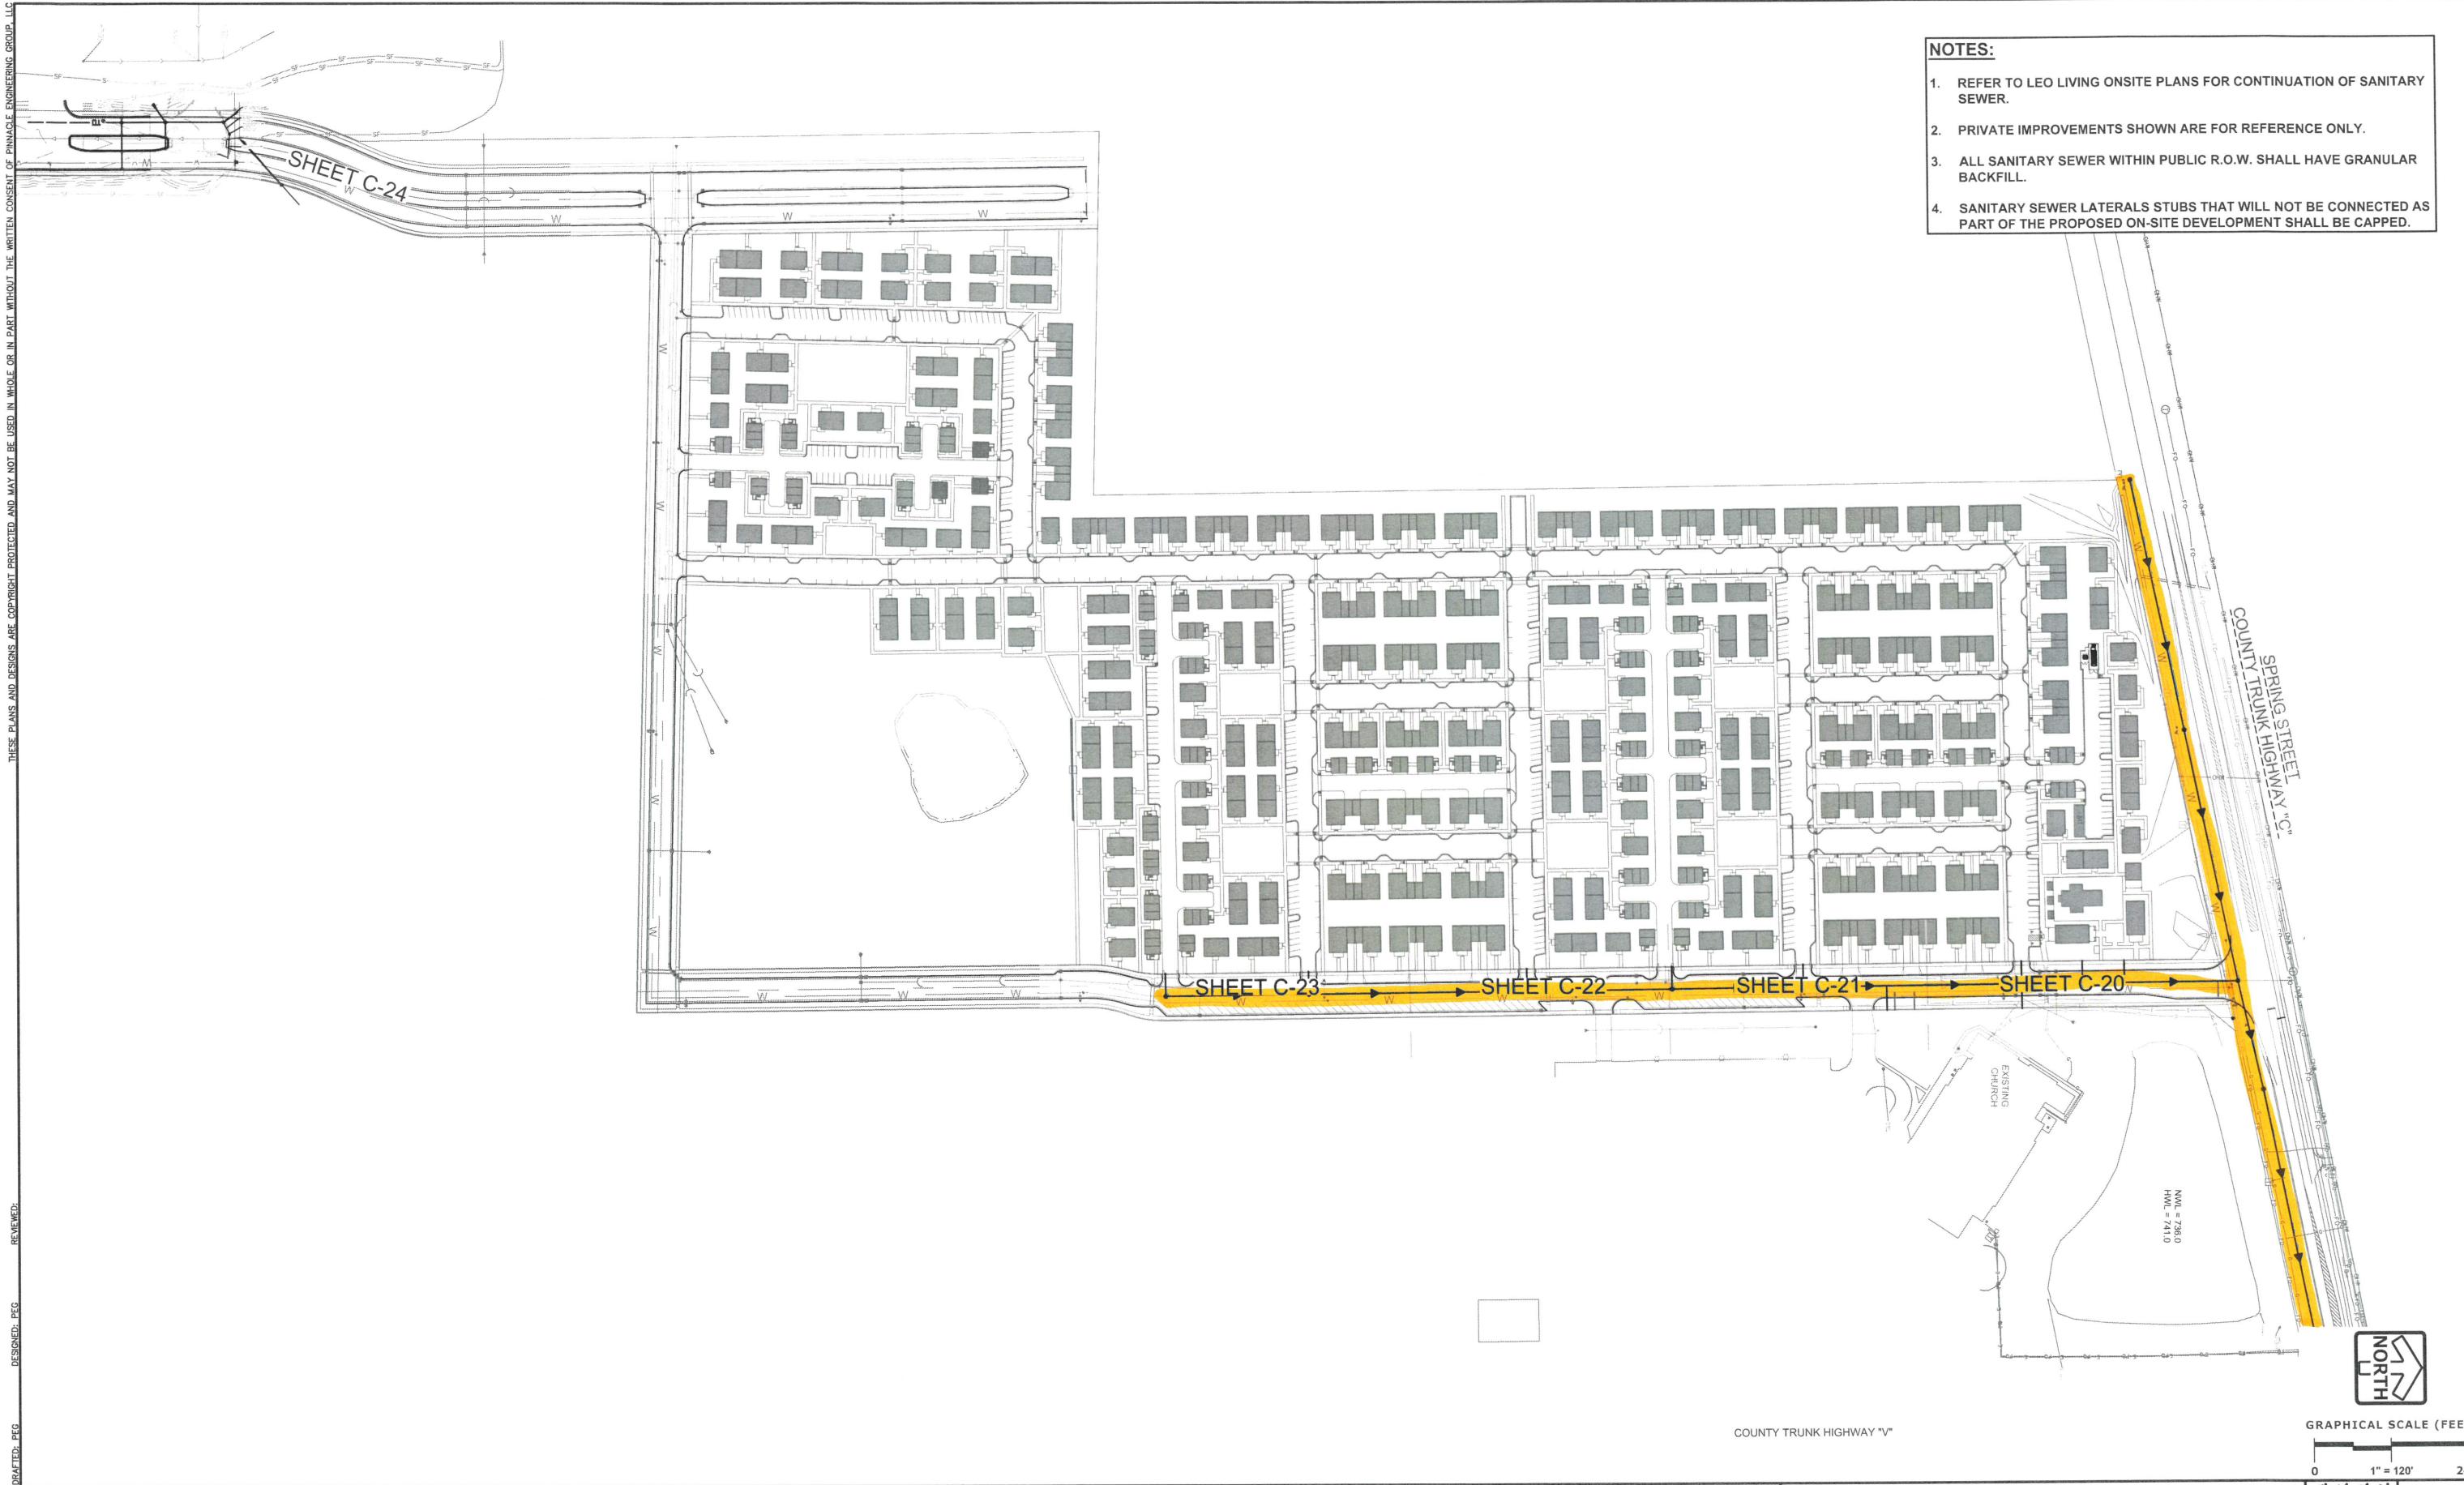 THESE PLANS AND DESIGNS ARE COPYRIGHT PROTECTED AND MAY NOT BE USED IN WHOLE OR IN PART WITHOUT THE WRITTEN CONSENT OF PINNACLE ENGINEERING GROUP, LLC
REVIEWED:
DESIGNED: PEG
DRAFTED: PEG
NOTES:
1. REFER TO LEO LIVING ONSITE PLANS FOR CONTINUATION OF SANITARY
SEWER.
2. PRIVATE IMPROVEMENTS SHOWN ARE FOR REFERENCE ONLY.
3. ALL SANITARY SEWER WITHIN PUBLIC R.O.W. SHALL HAVE GRANULAR
BACKFILL.
4. SANITARY SEWER LATERALS STUBS THAT WILL NOT BE CONNECTED AS
PART OF THE PROPOSED ON-SITE DEVELOPMENT SHALL BE CAPPED.
SHEET C-24
SPRING STREET
COUNTY TRUNK HIGHWAY "C"
SHEET C-23
SHEET C-22
SHEET C-21
SHEET C-20
EXISTING
CHURCH
NWL = 736.0
HWL = 741.0
COUNTY TRUNK HIGHWAY "V"
NORTH
GRAPHICAL SCALE (FEE
0 1" = 120' 2